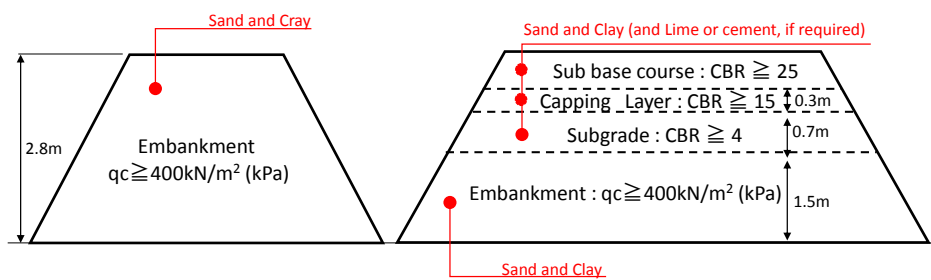 Sand and Cray
2.8m
Embankment
qc≧400kN/m² (kPa)
Sand and Clay (and Lime or cement, if required)
Sub base course : CBR ≧ 25
Capping Layer : CBR ≧ 15
0.3m
Subgrade : CBR ≧ 4
0.7m
Embankment : qc≧400kN/m² (kPa)
1.5m
Sand and Clay